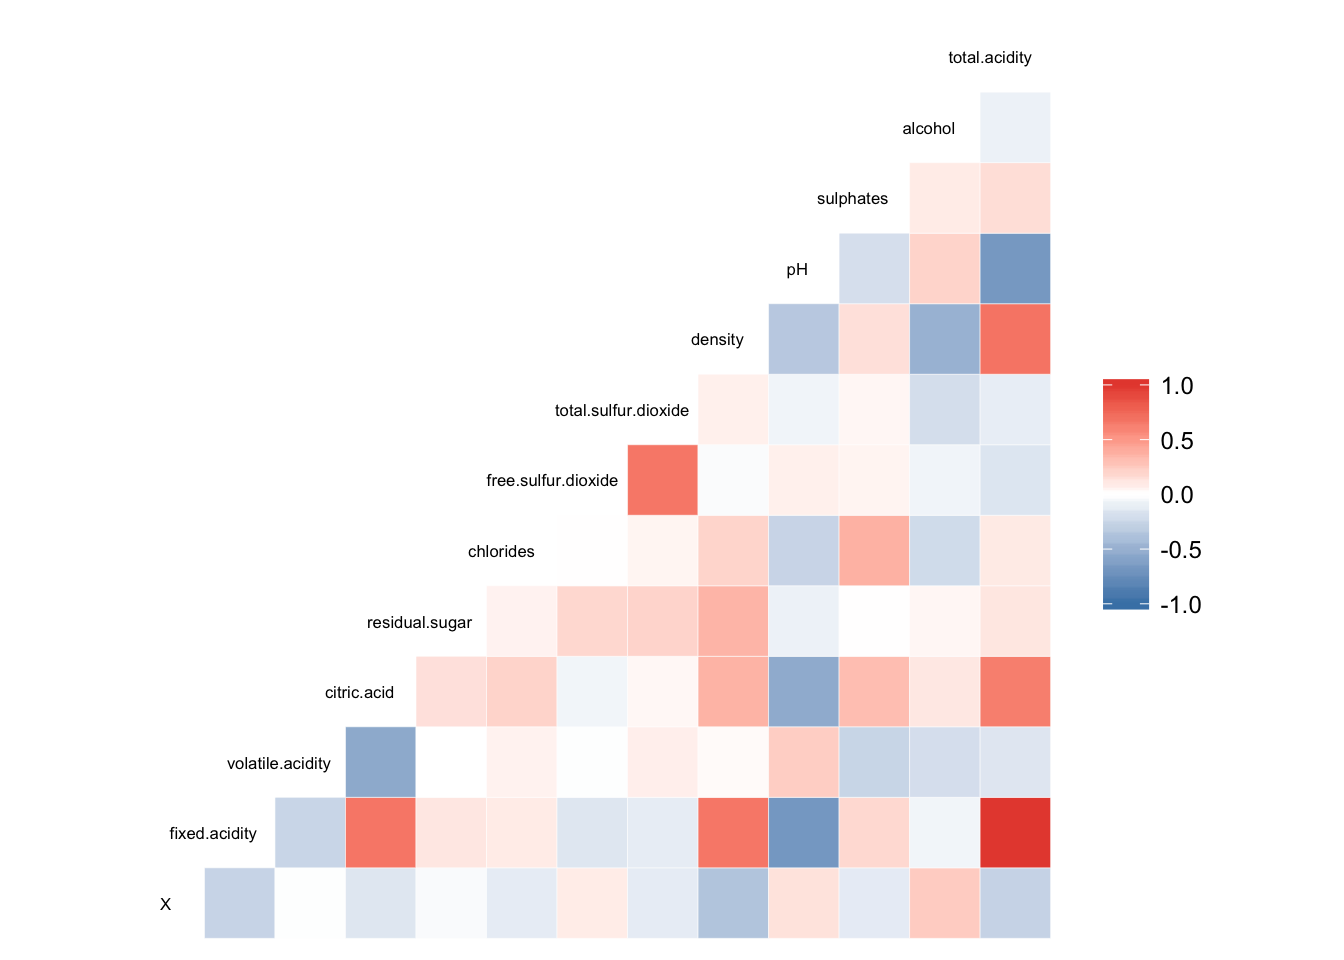 total.acidity
alcohol
sulphates
pH
density
total.sulfur.dioxide
free.sulfur.dioxide
chlorides
residual.sugar
citric.acid
volatile.acidity
fixed.acidity
X
1.0
0.5
0.0
-0.5
-1.0